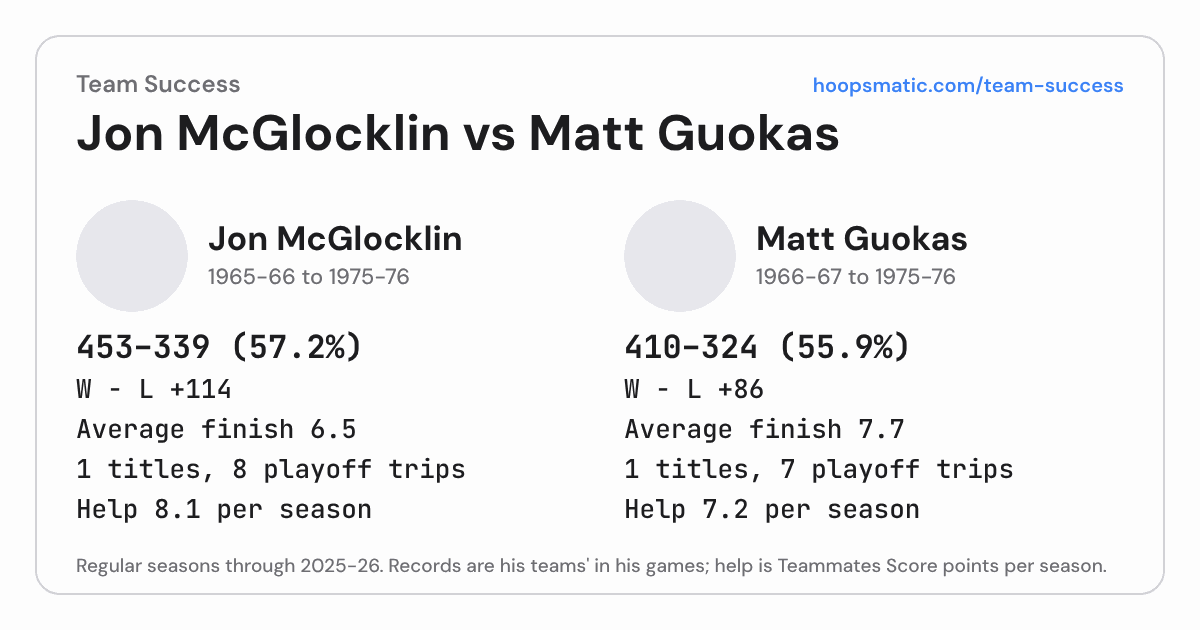 Team Success
hoopsmatic.com/team-success
Jon McGlocklin vs Matt Guokas
Jon McGlocklin
1965-66 to 1975-76
453-339 (57.2%)
W - L +114
Average finish 6.5
1 titles, 8 playoff trips
Help 8.1 per season
Matt Guokas
1966-67 to 1975-76
410-324 (55.9%)
W - L +86
Average finish 7.7
1 titles, 7 playoff trips
Help 7.2 per season
Regular seasons through 2025-26. Records are his teams' in his games; help is Teammates Score points per season.